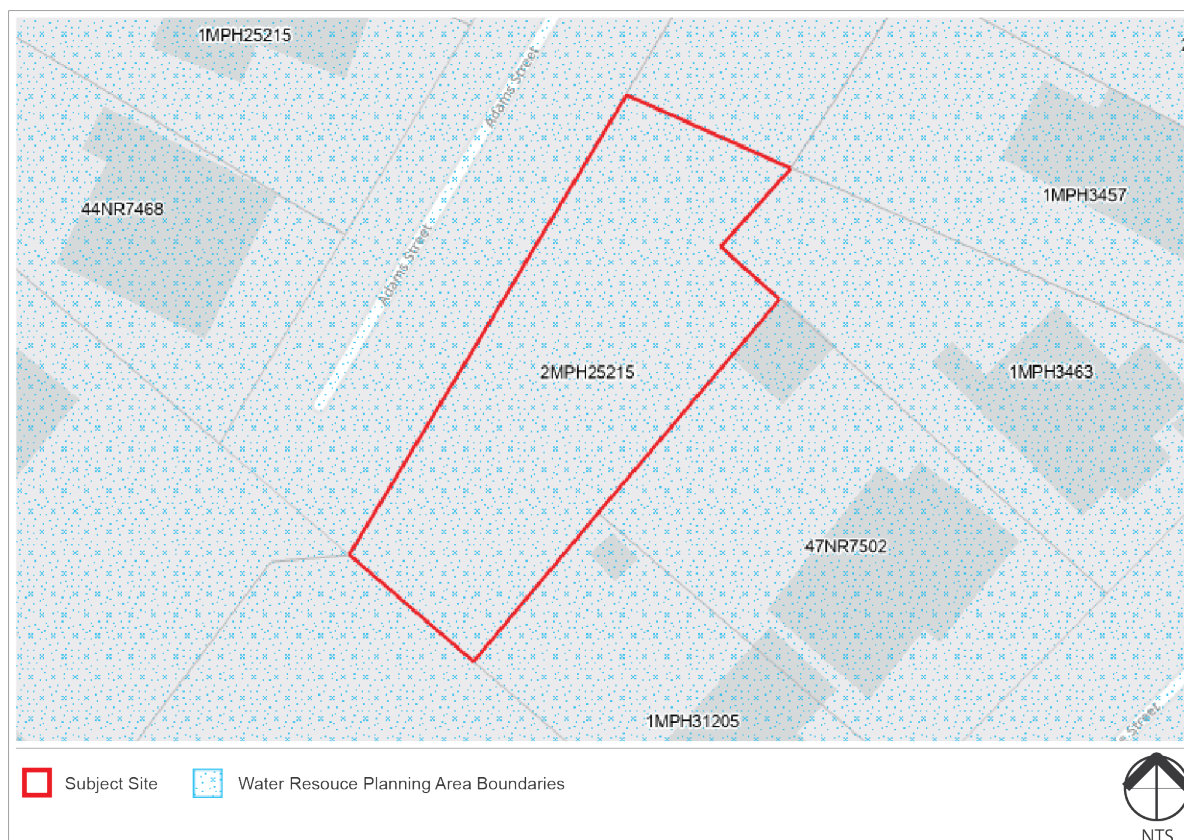 1MPH25215
Adams Street
44NR7468
1MPH3457
Adams Street
2MPH25215
1MPH3463
47NR7502
1MPH31205
Street
Subject Site
Water Resouce Planning Area Boundaries
NTS